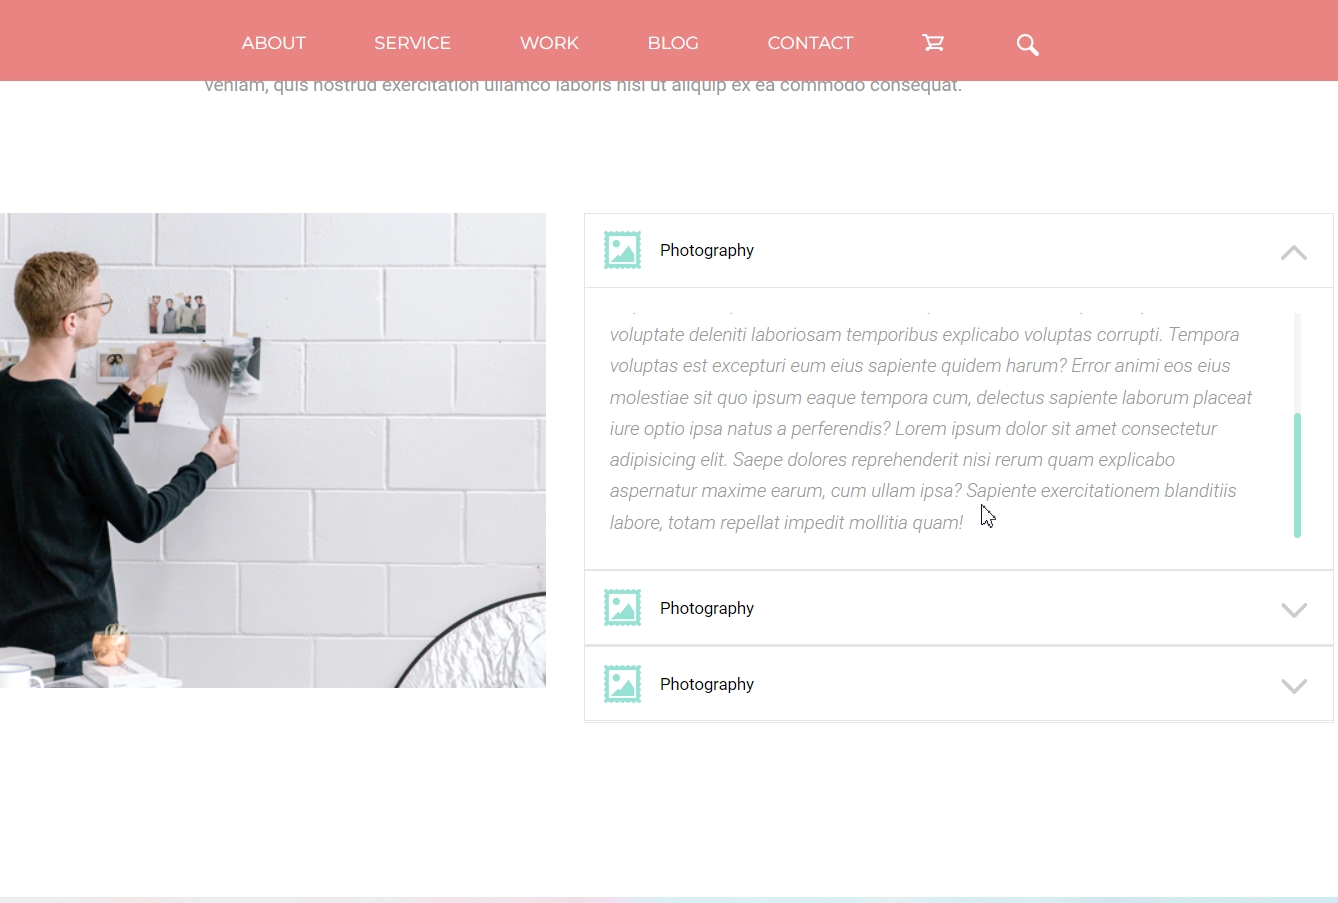 ABOUT SERVICE WORK BLOG CONTACT
veniam, quis nostrud exercitation ullamco laboris nisi ut aliquip ex ea commodo consequat.
Photography
voluptate deleniti laboriosam temporibus explicabo voluptas corrupti. Tempora
voluptas est excepturi eum eius sapiente quidem harum? Error animi eos eius
molestiae sit quo ipsum eaque tempora cum, delectus sapiente laborum placeat
iure optio ipsa natus a perferendis? Lorem ipsum dolor sit amet consectetur
adipisicing elit. Saepe dolores reprehenderit nisi rerum quam explicabo
aspernatur maxime earum, cum ullam ipsa? Sapiente exercitationem blanditiis
labore, totam repellat impedit mollitia quam!
Photography
Photography